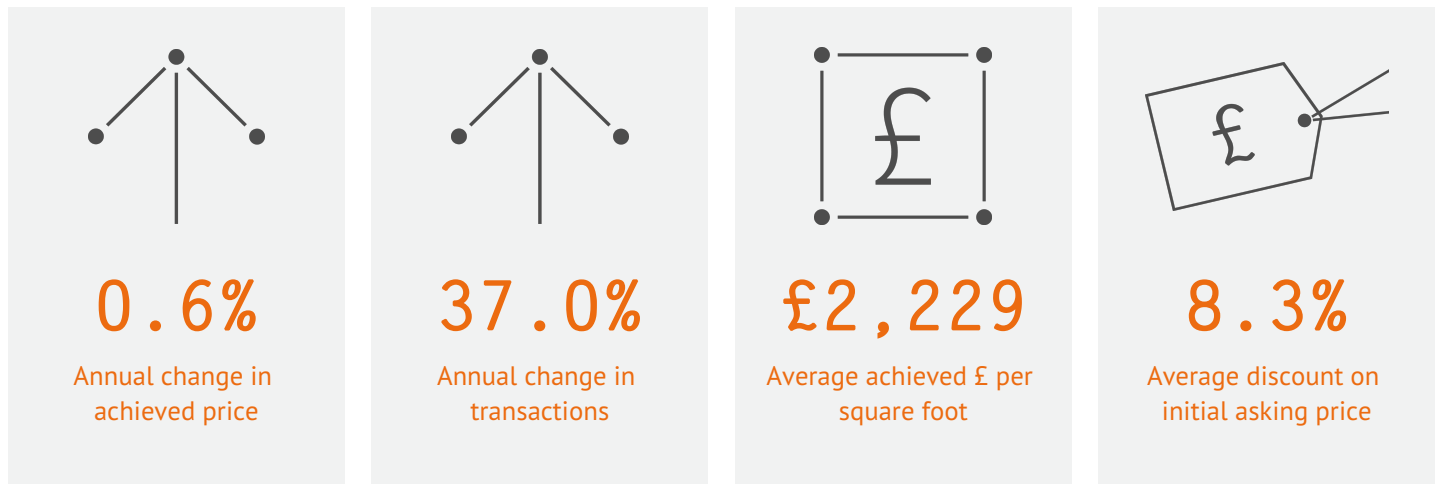 £
£
0.6%
Annual change in
achieved price
37.0%
Annual change in
transactions
£2,229
Average achieved £ per
square foot
8.3%
Average discount on
initial asking price